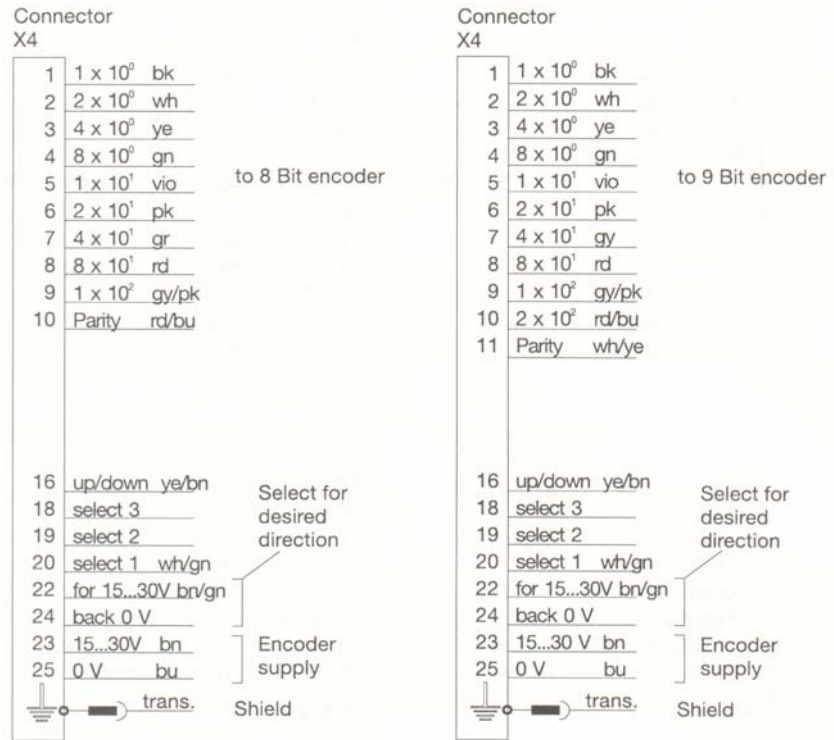 Connector
X4
1 1 x 10⁰ bk
2 2 x 10⁰ wh
3 4 x 10⁰ ye
4 8 x 10⁰ gn
5 1 x 10¹ vio
6 2 x 10¹ pk
7 4 x 10¹ gr
8 8 x 10¹ rd
9 1 x 10² gy/pk
10 Parity rd/bu
to 8 Bit encoder
16 up/down ye/bn
18 select 3
19 select 2
20 select 1 wh/gn
22 for 15...30V bn/gn
24 back 0 V
23 15...30V bn
25 0 V bu
trans.
Select for
desired
direction
Encoder
supply
Shield
Connector
X4
1 1 x 10⁰ bk
2 2 x 10⁰ wh
3 4 x 10⁰ ye
4 8 x 10⁰ gn
5 1 x 10¹ vio
6 2 x 10¹ pk
7 4 x 10¹ gy
8 8 x 10¹ rd
9 1 x 10² gy/pk
10 2 x 10² rd/bu
11 Parity wh/ye
to 9 Bit encoder
16 up/down ye/bn
18 select 3
19 select 2
20 select 1 wh/gn
22 for 15...30V bn/gn
24 back 0 V
23 15...30 V bn
25 0 V bu
trans.
Select for
desired
direction
Encoder
supply
Shield